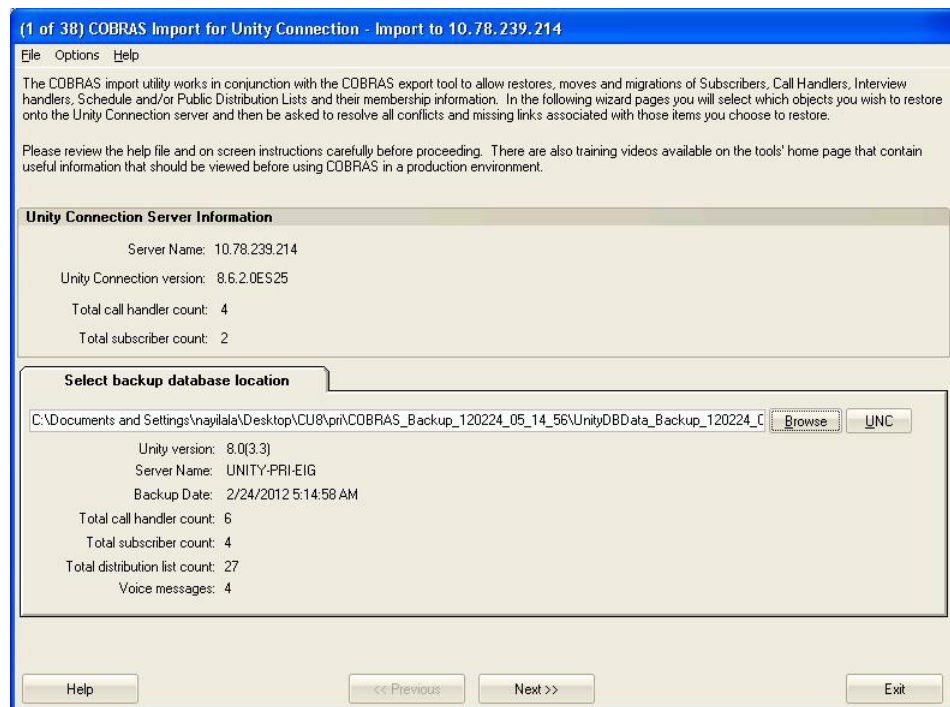 (1 of 38) COBRAS Import for Unity Connection - Import to 10.78.239.214
File Options Help
The COBRAS import utility works in conjunction with the COBRAS export tool to allow restores, moves and migrations of Subscribers, Call Handlers, Interview
handlers, Schedule and/or Public Distribution Lists and their membership information. In the following wizard pages you will select which objects you wish to restore
onto the Unity Connection server and then be asked to resolve all conflicts and missing links associated with those items you choose to restore.
Please review the help file and on screen instructions carefully before proceeding. There are also training videos available on the tools' home page that contain
useful information that should be viewed before using COBRAS in a production environment.
Unity Connection Server Information
Server Name: 10.78.239.214
Unity Connection version: 8.6.2.0ES25
Total call handler count: 4
Total subscriber count: 2
Select backup database location
C:\Documents and Settings\nayilala\Desktop\CU8\pri\COBRAS_Backup_120224_05_14_56\UnityDBData_Backup_120224_0 Browse UNC
Unity version: 8.0(3.3)
Server Name: UNITY-PRI-EIG
Backup Date: 2/24/2012 5:14:58 AM
Total call handler count: 6
Total subscriber count: 4
Total distribution list count: 27
Voice messages: 4
Help << Previous Next >> Exit